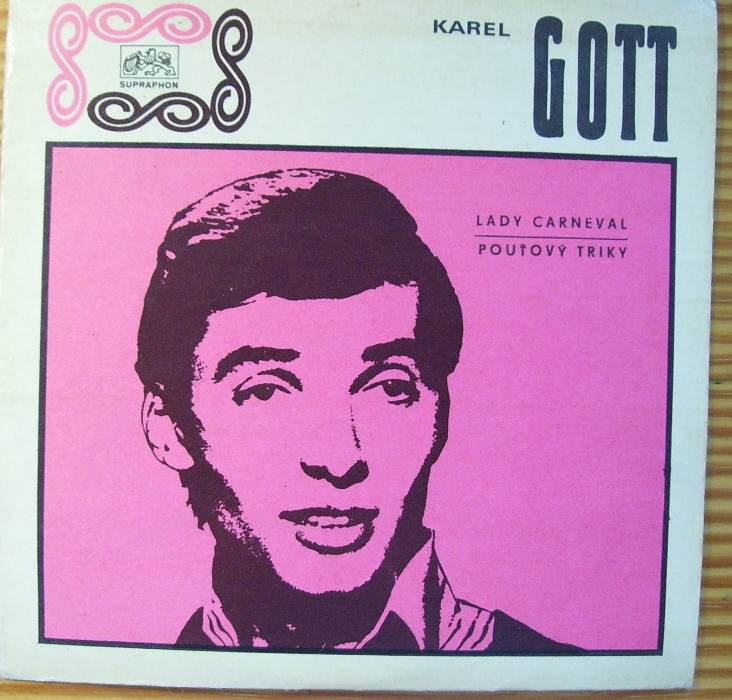 SUPRAPHON
KAREL GOTT
LADY CARNEVAL
POUŤOVÝ TRIKY